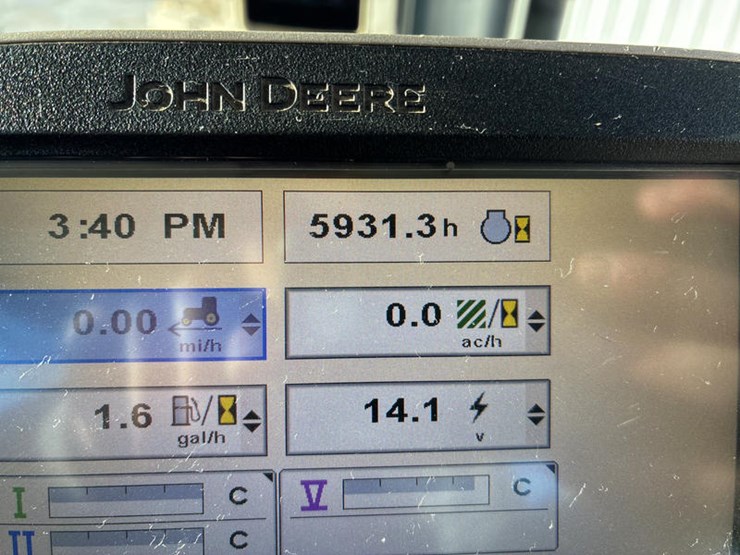 JOHN DEERE
3:40 PM
5931.3h
0.00
mi/h
0.0
ac/h
1.6
gal/h
14.1
V
I
C
V
C
II
C